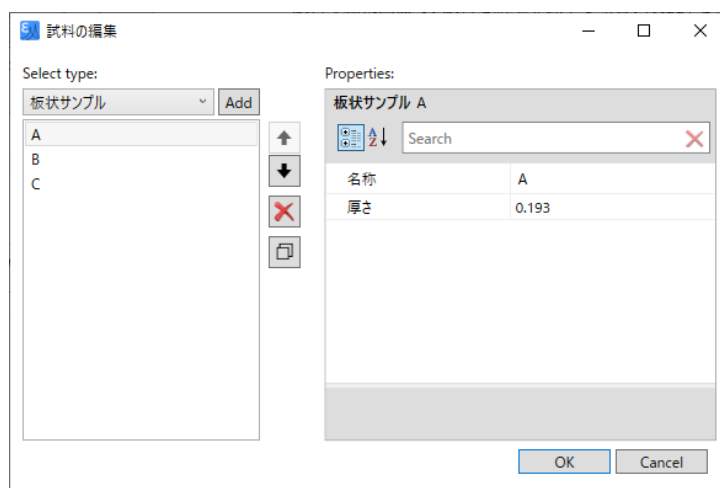 試料の編集
Select type:
板状サンプル
Add
A
B
C
Properties:
板状サンプル A
A
Z
Search
名称 A
厚さ 0.193
OK
Cancel